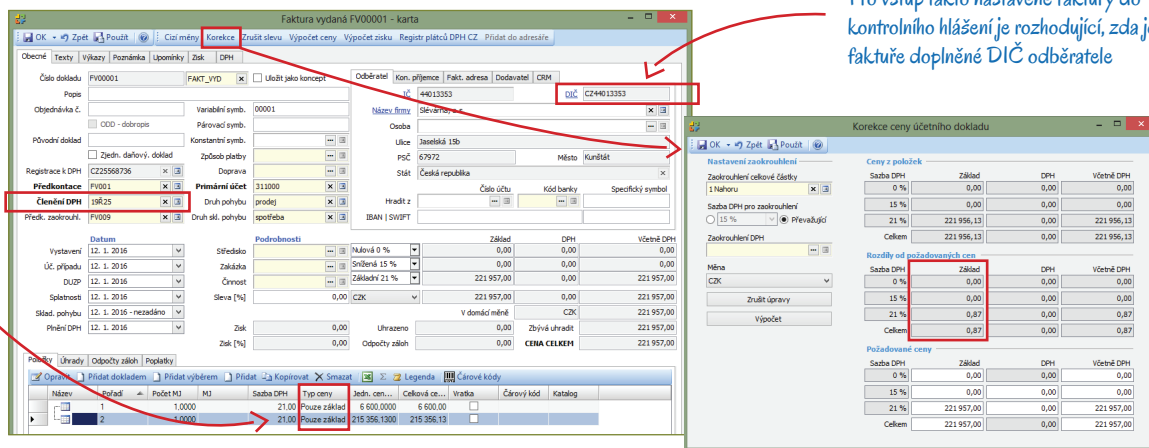 Pro vstup takto nastavené faktury do
kontrolního hlášení je rozhodující, zda j
faktuře doplněné DIČ odběratele
Faktura vydaná FV00001 - karta
OK Zpět Použít Cizí měny Korekce Zrušit slevu Výpočet ceny Výpočet zisku Registr plátců DPH CZ Přidat do adresáře
Obecné Texty Výkazy Poznámka Upomínky Zisk DPH
Číslo dokladu FV00001 FAKT_VYD Uložit jako koncept
Popis
Objednávka č. Variabilní symb. 00001
ODD - dobropis Párovací symb.
Původní doklad Konstantní symb.
Zjedn. daňový. doklad Způsob platby
Registrace k DPH CZ25568736 Doprava
Předkontace FV001 Primární účet 311000
Členění DPH 19Ř25 Druh pohybu prodej
Předk. zaokrouhl. FV009 Druh skl. pohybu spotřeba
Odběratel Kon. příjemce Fakt. adresa Dodavatel CRM
IČ 44013353 DIČ CZ44013353
Název firmy Slévárna, a.s.
Osoba
Ulice Jaselská 15b
PSČ 67972 Město Kunštát
Stát Česká republika
Číslo účtu Kód banky Specifický symbol
Hradit z
IBAN | SWIFT
Datum Podrobnosti Základ DPH Včetně DPH
Vystavení 12. 1. 2016 Středisko Nulová 0 % 0,00 0,00 0,00
Úč. případu 12. 1. 2016 Zakázka Snížená 15 % 0,00 0,00 0,00
DUZP 12. 1. 2016 Činnost Základní 21 % 221 957,00 0,00 221 957,00
Splatnosti 12. 1. 2016 Sleva [%] 0,00 CZK 221 957,00 0,00 221 957,00
Sklad. pohybu 12. 1. 2016 - nezadáno V domácí měně CZK 221 957,00
Plnění DPH 12. 1. 2016 Zisk 0,00 Uhrazeno 0,00 Zbývá uhradit 221 957,00
Zisk [%] 0,00 Odpočty záloh 0,00 CENA CELKEM 221 957,00
Položky Úhrady Odpočty záloh Poplatky
Opravit Přidat dokladem Přidat výběrem Přidat Kopírovat Smazat Σ Legenda Čárové kódy
Název Pořadí Počet MJ MJ Sazba DPH Typ ceny Jedn. cen... Celková ce... Vratka Čárový kód Katalog
1 1,0000 21,00 Pouze základ 6 600,0000 6 600,00
2 1,0000 21,00 Pouze základ 215 356,1300 215 356,13
Korekce ceny účetního dokladu
OK Zpět Použít
Nastavení zaokrouhlení
Zaokrouhlení celkové částky
1 Nahoru
Sazba DPH pro zaokrouhlení
15 % Převažující
Zaokrouhlení DPH
Měna
CZK
Zrušit úpravy
Výpočet
Ceny z položek
Sazba DPH Základ DPH Včetně DPH
0 % 0,00 0,00 0,00
15 % 0,00 0,00 0,00
21 % 221 956,13 0,00 221 956,13
Celkem 221 956,13 0,00 221 956,13
Rozdíly od požadovaných cen
Sazba DPH Základ DPH Včetně DPH
0 % 0,00 0,00 0,00
15 % 0,00 0,00 0,00
21 % 0,87 0,00 0,87
Celkem 0,87 0,00 0,87
Požadované ceny
Sazba DPH Základ DPH Včetně DPH
0 % 0,00 0,00 0,00
15 % 0,00 0,00 0,00
21 % 221 957,00 0,00 221 957,00
Celkem 221 957,00 0,00 221 957,00